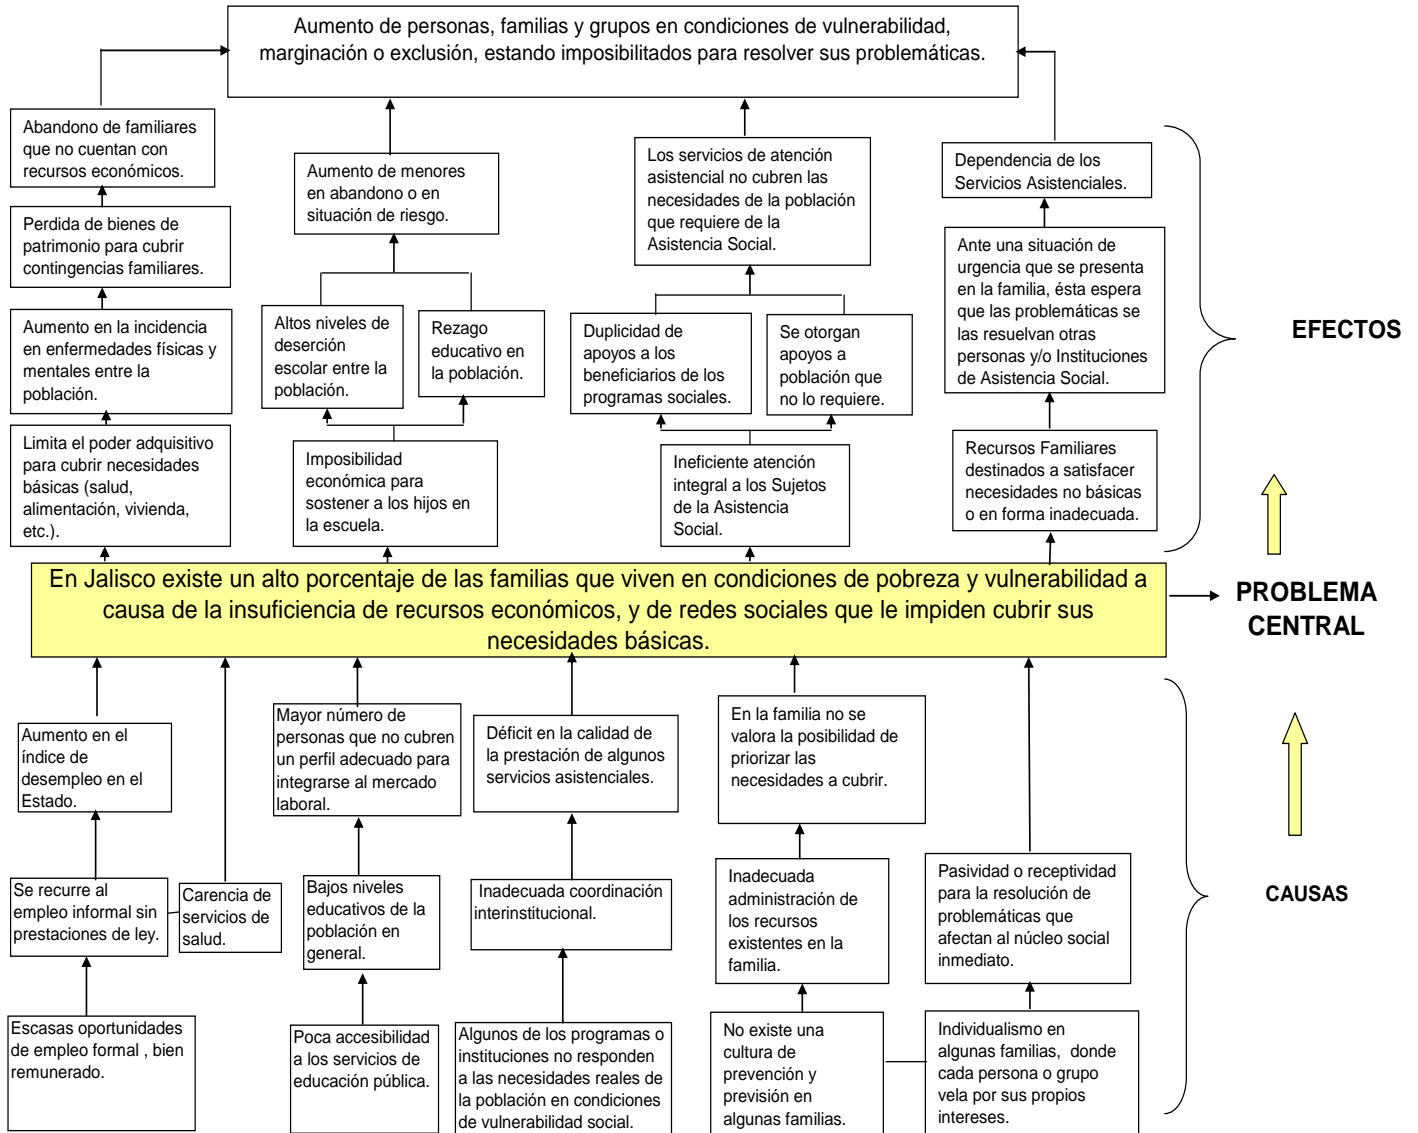 Aumento de personas, familias y grupos en condiciones de vulnerabilidad,
marginación o exclusión, estando imposibilitados para resolver sus problemáticas.
Abandono de familiares
que no cuentan con
recursos económicos.
Aumento de menores
en abandono o en
situación de riesgo.
Los servicios de atención
asistencial no cubren las
necesidades de la población
que requiere de la
Asistencia Social.
Dependencia de los
Servicios Asistenciales.
Perdida de bienes de
patrimonio para cubrir
contingencias familiares.
Ante una situación de
urgencia que se presenta
en la familia, ésta espera
que las problemáticas se
las resuelvan otras
personas y/o Instituciones
de Asistencia Social.
Aumento en la incidencia
en enfermedades físicas y
mentales entre la
población.
Altos niveles de
deserción
escolar entre la
población.
Rezago
educativo en
la población.
Duplicidad de
apoyos a los
beneficiarios de los
programas sociales.
Se otorgan
apoyos a
población que
no lo requiere.
EFECTOS
Limita el poder adquisitivo
para cubrir necesidades
básicas (salud,
alimentación, vivienda,
etc.).
Imposibilidad
económica para
sostener a los hijos en
la escuela.
Ineficiente atención
integral a los Sujetos
de la Asistencia
Social.
Recursos Familiares
destinados a satisfacer
necesidades no básicas
o en forma inadecuada.
En Jalisco existe un alto porcentaje de las familias que viven en condiciones de pobreza y vulnerabilidad a
causa de la insuficiencia de recursos económicos, y de redes sociales que le impiden cubrir sus
necesidades básicas.
PROBLEMA
CENTRAL
Aumento en el
índice de
desempleo en el
Estado.
Mayor número de
personas que no cubren
un perfil adecuado para
integrarse al mercado
laboral.
Déficit en la calidad de
la prestación de algunos
servicios asistenciales.
En la familia no se
valora la posibilidad de
priorizar las
necesidades a cubrir.
Se recurre al
empleo informal sin
prestaciones de ley.
Carencia de
servicios de
salud.
Bajos niveles
educativos de la
población en
general.
Inadecuada coordinación
interinstitucional.
Inadecuada
administración de
los recursos
existentes en la
familia.
Pasividad o receptividad
para la resolución de
problemáticas que
afectan al núcleo social
inmediato.
CAUSAS
Escasas oportunidades
de empleo formal , bien
remunerado.
Poca accesibilidad
a los servicios de
educación pública.
Algunos de los programas o
instituciones no responden
a las necesidades reales de
la población en condiciones
de vulnerabilidad social.
No existe una
cultura de
prevención y
previsión en
algunas familias.
Individualismo en
algunas familias, donde
cada persona o grupo
vela por sus propios
intereses.